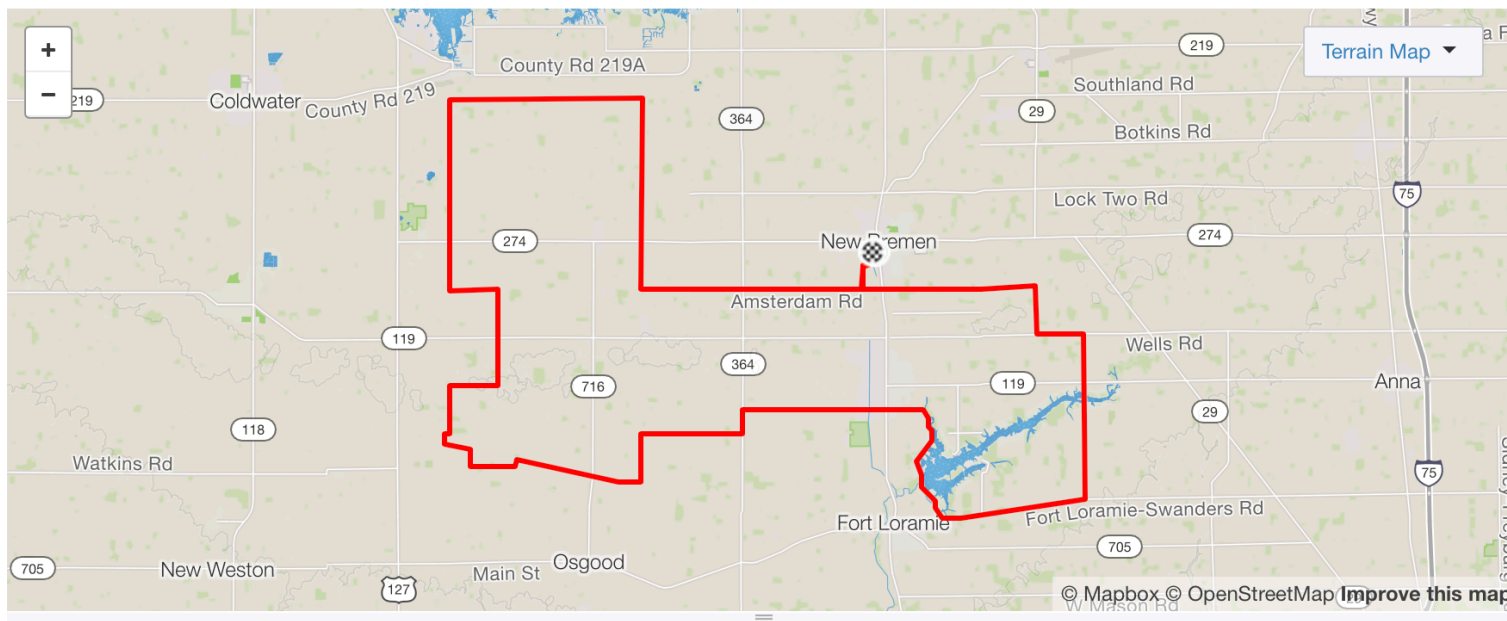 +
−
219
Coldwater
County Rd 219
County Rd 219A
219
Terrain Map
Southland Rd
29
364
Botkins Rd
Lock Two Rd
75
274
New Bremen
274
Amsterdam Rd
119
364
Wells Rd
716
119
Anna
118
29
Watkins Rd
75
Fort Loramie
Fort Loramie-Swanders Rd
705
705
New Weston
Main St
Osgood
127
© Mapbox © OpenStreetMap Improve this map
W Mason Rd